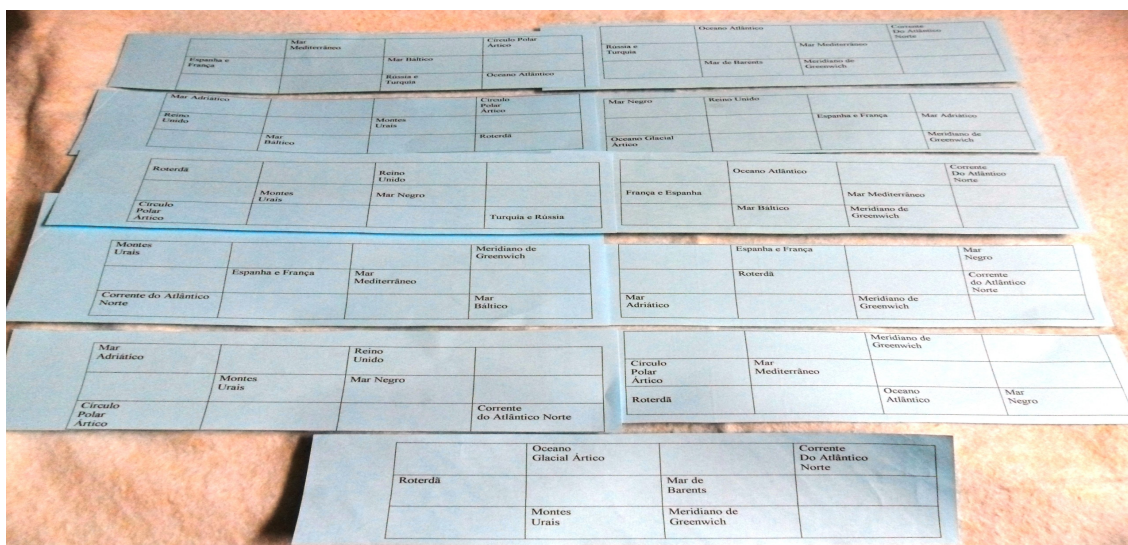 Mar
Mediterrâneo
Círculo Polar
Ártico
Espanha e
França
Mar Báltico
Rússia e
Turquia
Oceano Atlântico
Oceano Atlântico
Corrente
Do Atlântico
Norte
Rússia e
Turquia
Mar Mediterrâneo
Mar de Barents
Meridiano de
Greenwich
Mar Adriático
Círculo
Polar
Ártico
Reino
Unido
Montes
Urais
Mar
Báltico
Roterdã
Mar Negro
Reino Unido
Espanha e França
Mar Adriático
Oceano Glacial
Ártico
Meridiano de
Greenwich
Roterdã
Reino
Unido
Montes
Urais
Mar Negro
Círculo
Polar
Ártico
Turquia e Rússia
Oceano Atlântico
Corrente
Do Atlântico
Norte
França e Espanha
Mar Mediterrâneo
Mar Báltico
Meridiano de
Greenwich
Montes
Urais
Meridiano de
Greenwich
Espanha e França
Mar
Mediterrâneo
Corrente do Atlântico
Norte
Mar
Báltico
Espanha e França
Mar
Negro
Roterdã
Corrente
do Atlântico
Norte
Mar
Adriático
Meridiano de
Greenwich
Mar
Adriático
Reino
Unido
Montes
Urais
Mar Negro
Círculo
Polar
Ártico
Corrente
do Atlântico Norte
Meridiano de
Greenwich
Círculo
Polar
Ártico
Mar
Mediterrâneo
Roterdã
Oceano
Atlântico
Mar
Negro
Oceano
Glacial Ártico
Corrente
Do Atlântico
Norte
Roterdã
Mar de
Barents
Montes
Urais
Meridiano de
Greenwich